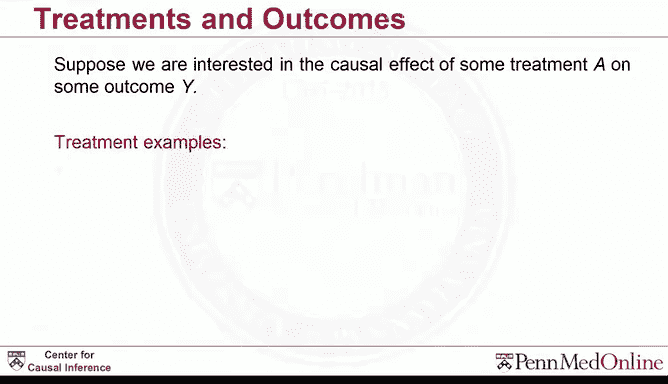 Treatments and Outcomes
Suppose we are interested in the causal effect of some treatment A on
some outcome Y.
Treatment examples:
Center for
Causal Inference
PennMedOnline